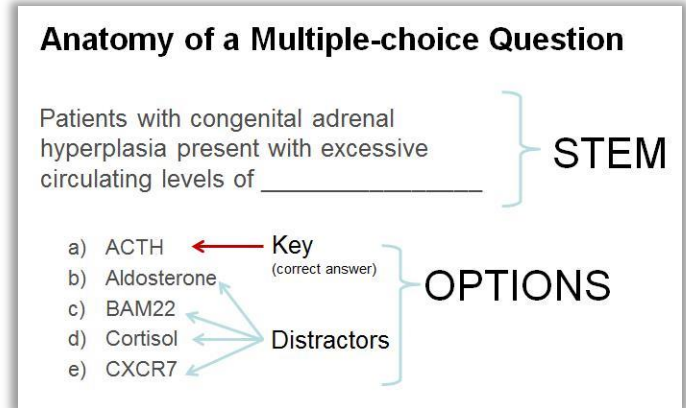 Anatomy of a Multiple-choice Question
Patients with congenital adrenal
hyperplasia present with excessive
circulating levels of _______________
STEM
a) ACTH
Key
(correct answer)
b) Aldosterone
c) BAM22
d) Cortisol
e) CXCR7
Distractors
OPTIONS